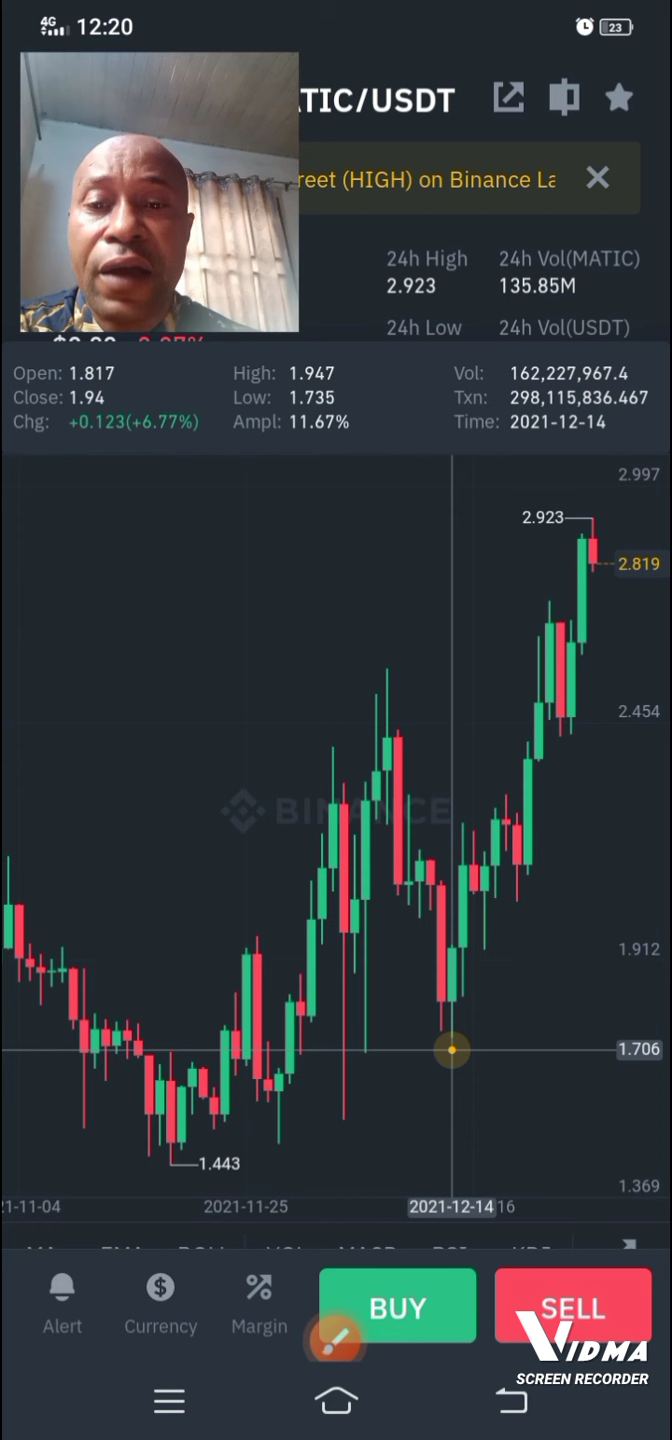 4G 12:20 23
TIC/USDT
reet (HIGH) on Binance La
24h High 24h Vol(MATIC)
2.923 135.85M
24h Low 24h Vol(USDT)
Open: 1.817 High: 1.947 Vol: 162,227,967.4
Close: 1.94 Low: 1.735 Txn: 298,115,836.467
Chg: +0.123(+6.77%) Ampl: 11.67% Time: 2021-12-14
2.997
2.923
2.819
2.454
BINANCE
1.912
1.706
1.443
1.369
21-11-04 2021-11-25 2021-12-14 16
Alert Currency Margin BUY SELL
VIDMA
SCREEN RECORDER